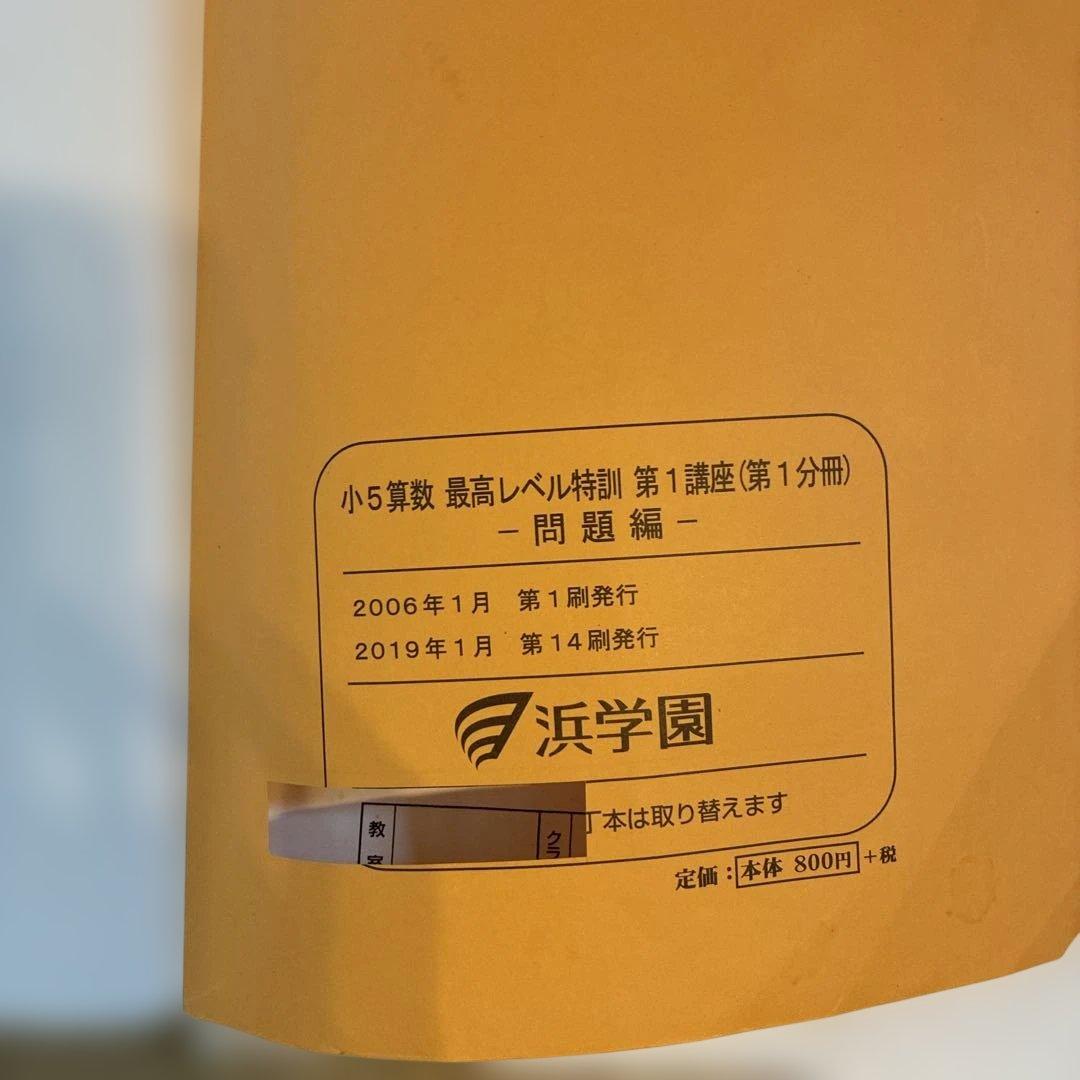 小5算数 最高レベル特訓 第1講座(第1分冊)
－問題編－
2006年1月 第1刷発行
2019年1月 第14刷発行
浜学園
丁本は取り替えます
教室
クラ
定価：本体 800円＋税